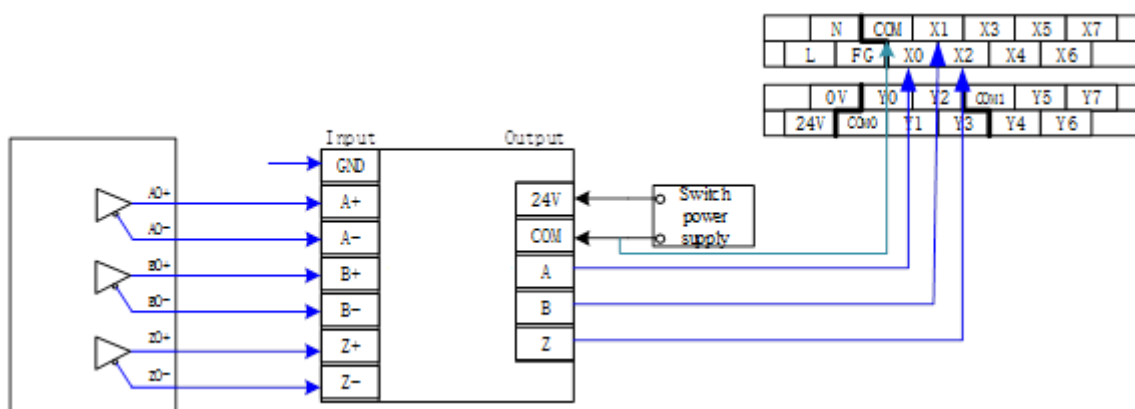 N COM X1 X3 X5 X7
L FG X0 X2 X4 X6
0V Y0 Y2 COM1 Y5 Y7
24V COM0 Y1 Y3 Y4 Y6
Input Output
GND
A0+ A+ 24V Switch
power
supply
A0- A- COM
B0+ B+ A
B0- B- B
Z0+ Z+ Z
Z0- Z-